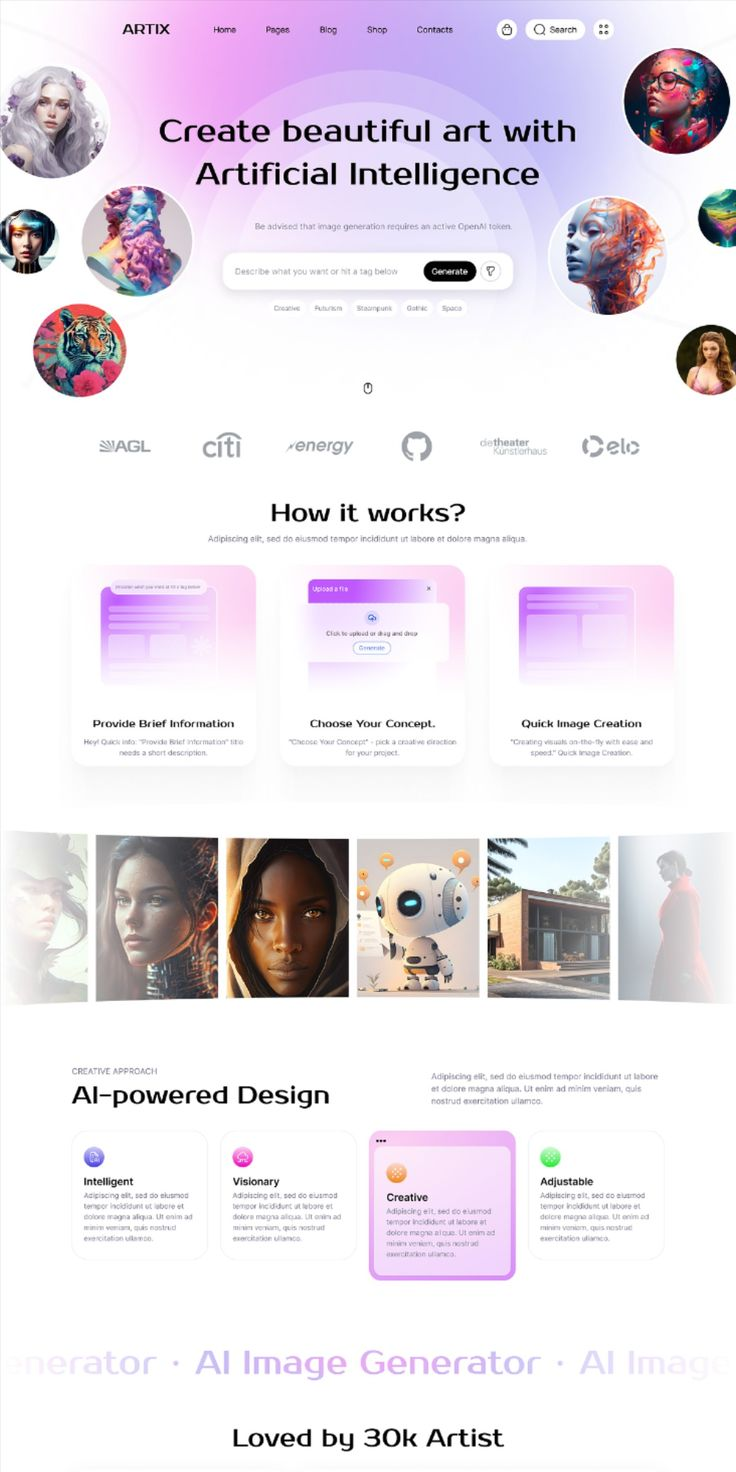 ARTIX
Home
Pages
Blog
Shop
Contacts
Search
Create beautiful art with
Artificial Intelligence
Be advised that image generation requires an active OpenAI token.
Describe what you want or hit a tag below
Generate
Creative
Futurism
Steampunk
Gothic
Space
AGL
citi
energy
dietheater
Künstlerhaus
elo
How it works?
Adipiscing elit, sed do eiusmod tempor incididunt ut labore et dolore magna aliqua.
Describe what you want or hit a tag below
Upload a file
Click to upload or drag and drop
Generate
Provide Brief Information
Hey! Quick info: "Provide Brief Information" title
needs a short description.
Choose Your Concept.
"Choose Your Concept" - pick a creative direction
for your project.
Quick Image Creation
"Creating visuals on-the-fly with ease and
speed." Quick Image Creation.
CREATIVE APPROACH
AI-powered Design
Adipiscing elit, sed do eiusmod tempor incididunt ut labore
et dolore magna aliqua. Ut enim ad minim veniam, quis
nostrud exercitation ullamco.
Intelligent
Adipiscing elit, sed do eiusmod
tempor incididunt ut labore et
dolore magna aliqua. Ut enim ad
minim veniam, quis nostrud
exercitation ullamco.
Visionary
Adipiscing elit, sed do eiusmod
tempor incididunt ut labore et
dolore magna aliqua. Ut enim ad
minim veniam, quis nostrud
exercitation ullamco.
Creative
Adipiscing elit, sed do eiusmod
tempor incididunt ut labore et
dolore magna aliqua. Ut enim ad
minim veniam, quis nostrud
exercitation ullamco.
Adjustable
Adipiscing elit, sed do eiusmod
tempor incididunt ut labore et
dolore magna aliqua. Ut enim ad
minim veniam, quis nostrud
exercitation ullamco.
enerator · AI Image Generator · AI Image
Loved by 30k Artist